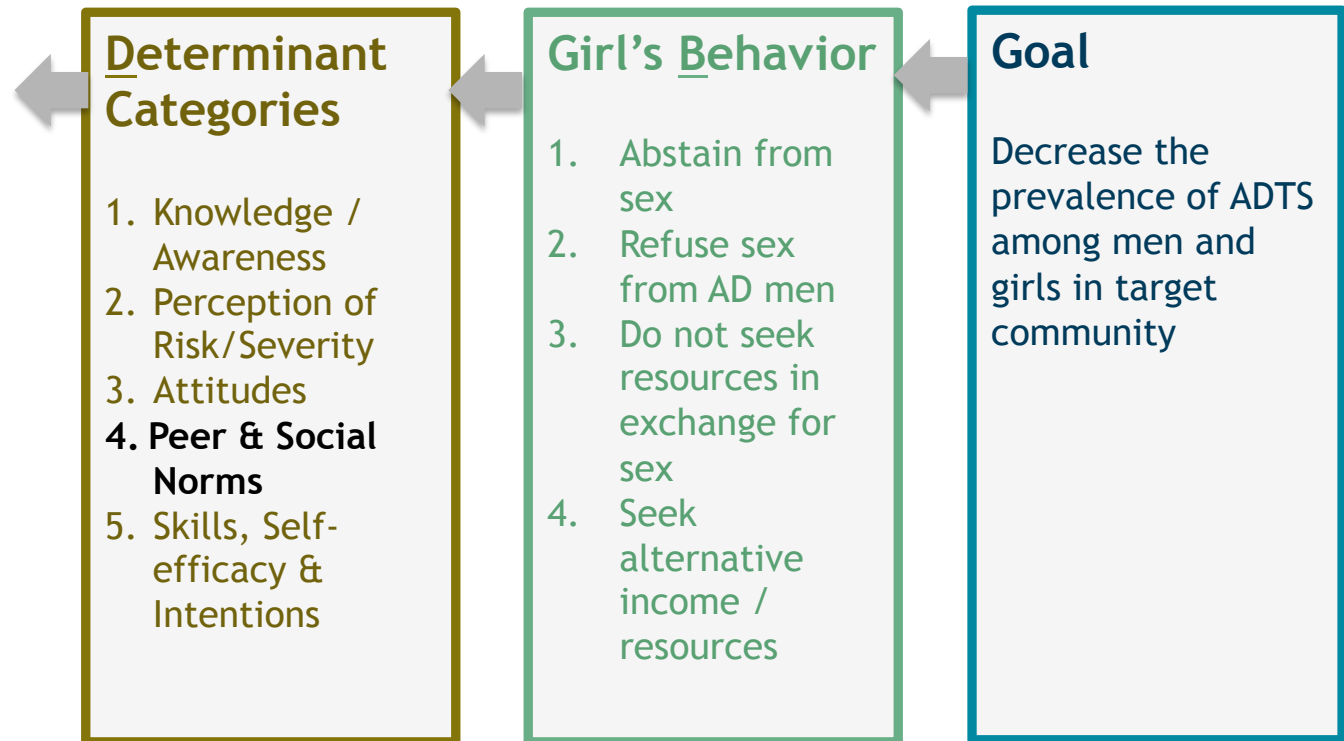 Determinant
Categories
1. Knowledge /
Awareness
2. Perception of
Risk/Severity
3. Attitudes
4. Peer & Social
Norms
5. Skills, Self-
efficacy &
Intentions
Girl’s Behavior
1. Abstain from
sex
2. Refuse sex
from AD men
3. Do not seek
resources in
exchange for
sex
4. Seek
alternative
income /
resources
Goal
Decrease the
prevalence of ADTS
among men and
girls in target
community